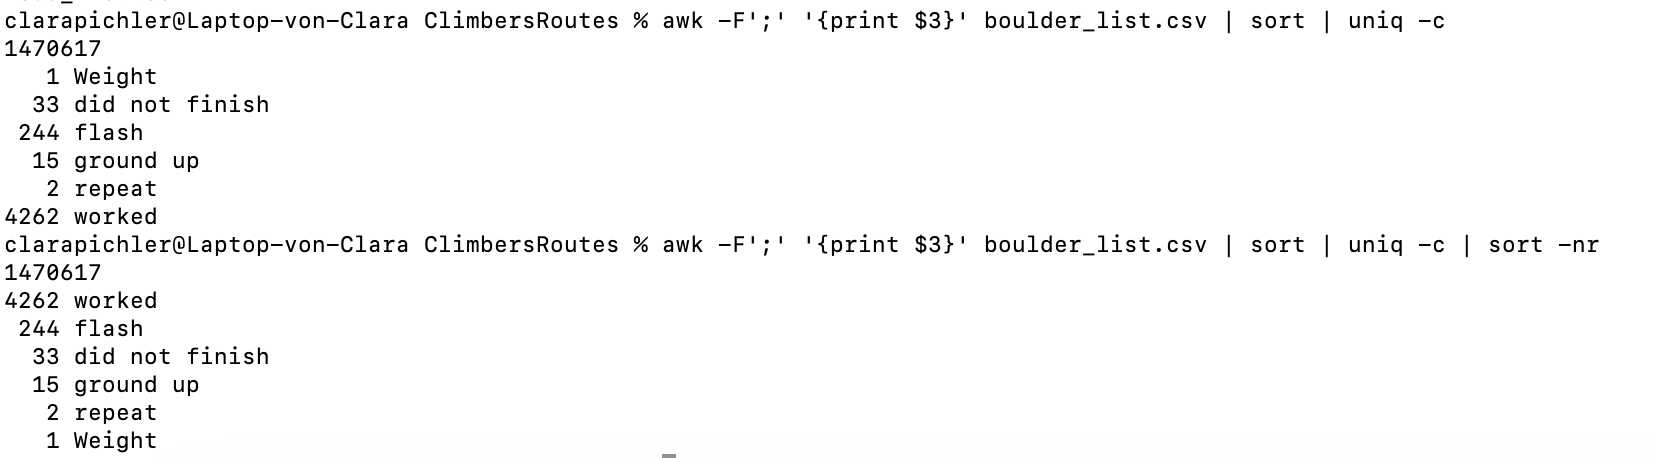 clarapichler@Laptop-von-Clara ClimbersRoutes % awk -F';' '{print $3}' boulder_list.csv | sort | uniq -c
1470617
   1 Weight
  33 did not finish
 244 flash
  15 ground up
   2 repeat
4262 worked
clarapichler@Laptop-von-Clara ClimbersRoutes % awk -F';' '{print $3}' boulder_list.csv | sort | uniq -c | sort -nr
1470617
4262 worked
 244 flash
  33 did not finish
  15 ground up
   2 repeat
   1 Weight